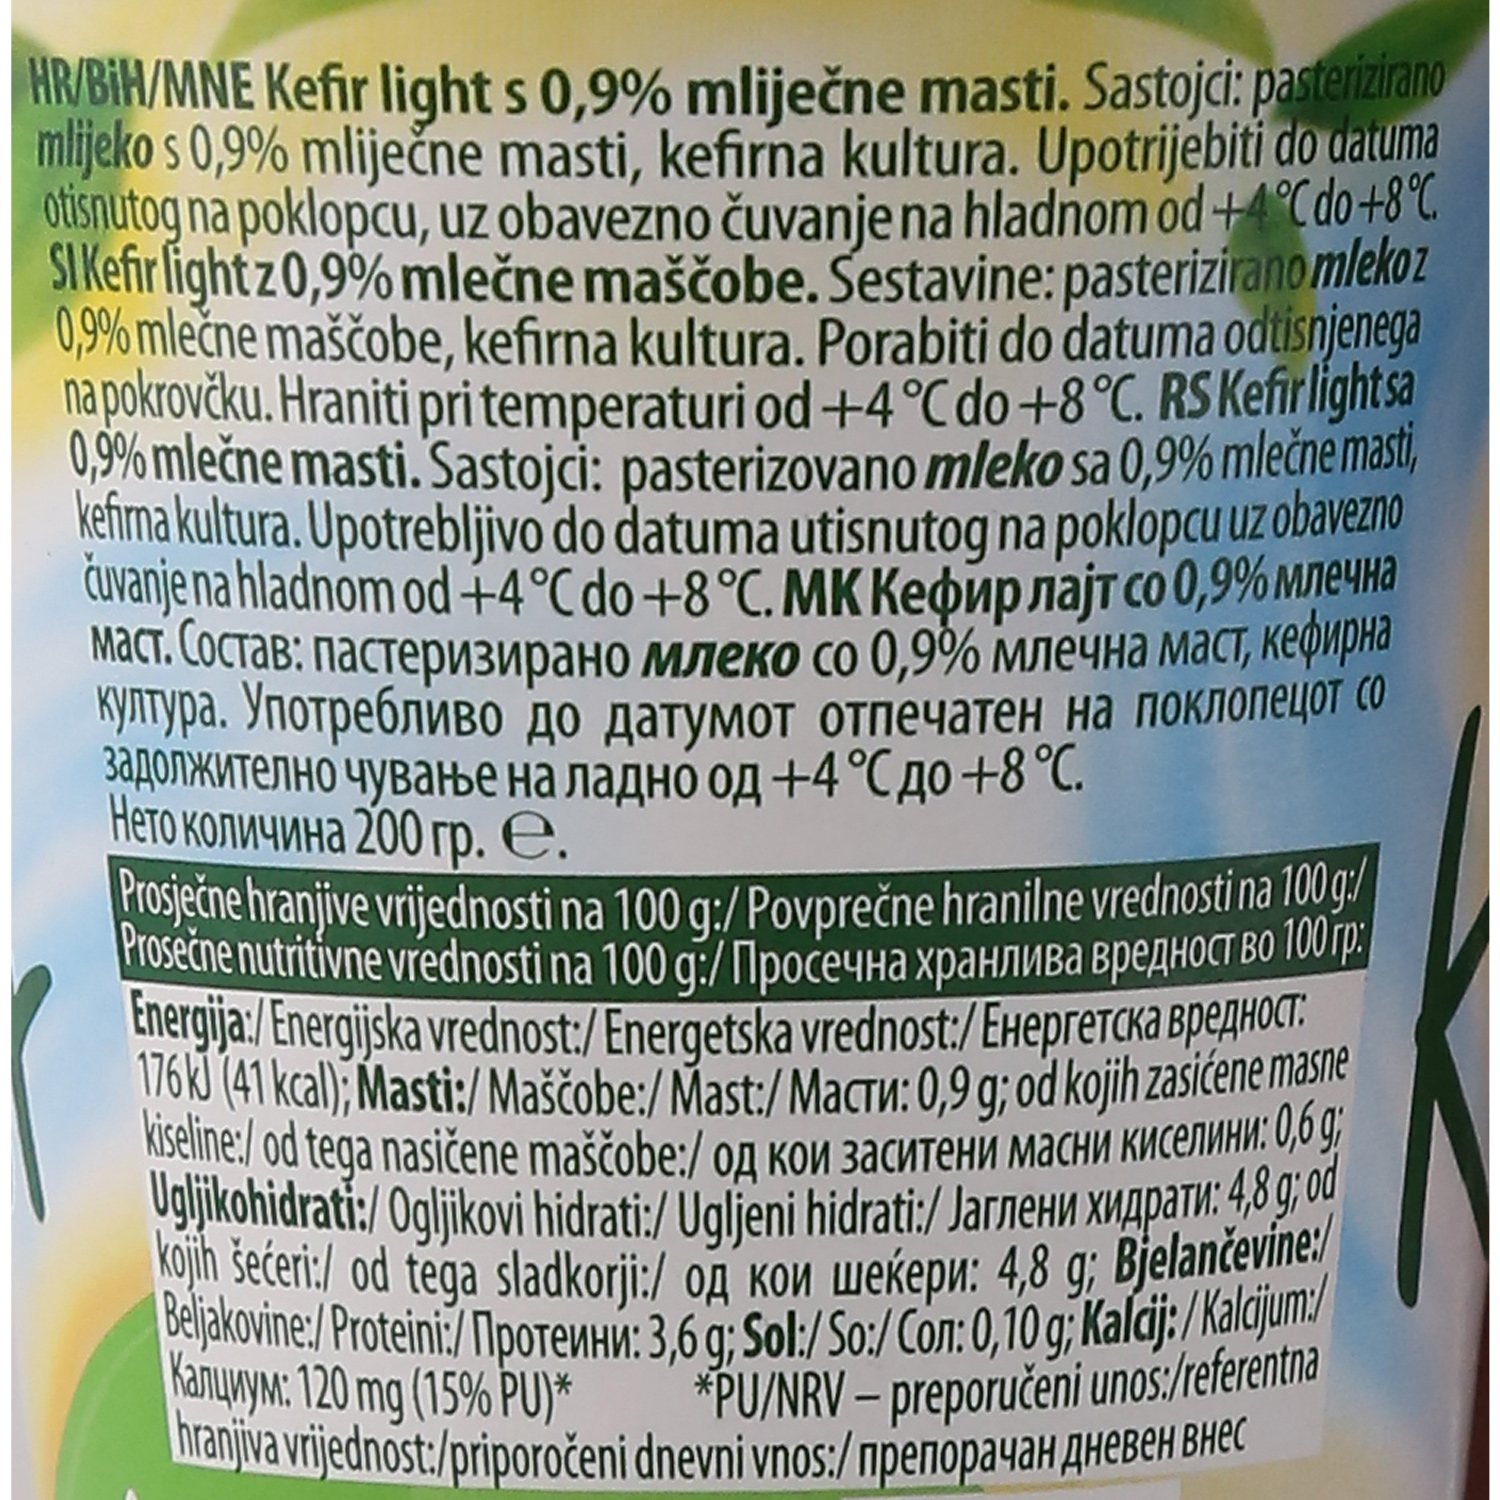 HR/BiH/MNE Kefir light s 0,9% mliječne masti. Sastojci: pasterizirano
mlijeko s 0,9% mliječne masti, kefirna kultura. Upotrijebiti do datuma
otisnutog na poklopcu, uz obavezno čuvanje na hladnom od +4 °C do +8 °C.
SI Kefir light z 0,9% mlečne maščobe. Sestavine: pasterizirano mleko z
0,9% mlečne maščobe, kefirna kultura. Porabiti do datuma odtisnjenega
na pokrovčku. Hraniti pri temperaturi od +4 °C do +8 °C. RS Kefir light sa
0,9% mlečne masti. Sastojci: pasterizovano mleko sa 0,9% mlečne masti,
kefirna kultura. Upotrebljivo do datuma utisnutog na poklopcu uz obavezno
čuvanje na hladnom od +4 °C do +8 °C. МК Кефир лајт со 0,9% млечна
маст. Состав: пастеризирано млеко со 0,9% млечна маст, кефирна
култура. Употребливо до датумот отпечатен на поклопецот со
задолжително чување на ладно од +4 °C до +8 °C.
Нето количина 200 гр. ℮.
Prosječne hranjive vrijednosti na 100 g:/ Povprečne hranilne vrednosti na 100 g:/
Prosečne nutritivne vrednosti na 100 g:/ Просечна хранлива вредност во 100 гр:
Energija:/ Energijska vrednost:/ Energetska vrednost:/ Енергетска вредност:
176 kJ (41 kcal); Masti:/ Maščobe:/ Mast:/ Масти: 0,9 g; od kojih zasićene masne
kiseline:/ od tega nasičene maščobe:/ од кои заситени масни киселини: 0,6 g;
Ugljikohidrati:/ Ogljikovi hidrati:/ Ugljeni hidrati:/ Јаглени хидрати: 4,8 g; od
kojih šećeri:/ od tega sladkorji:/ од кои шеќери: 4,8 g; Bjelančevine:/
Beljakovine:/ Proteini:/ Протеини: 3,6 g; Sol:/ So:/ Сол: 0,10 g; Kalcij: / Kalcijum:/
Калциум: 120 mg (15% PU)* *PU/NRV – preporučeni unos:/referentna
hranjiva vrijednost:/priporočeni dnevni vnos:/ препорачан дневен внес